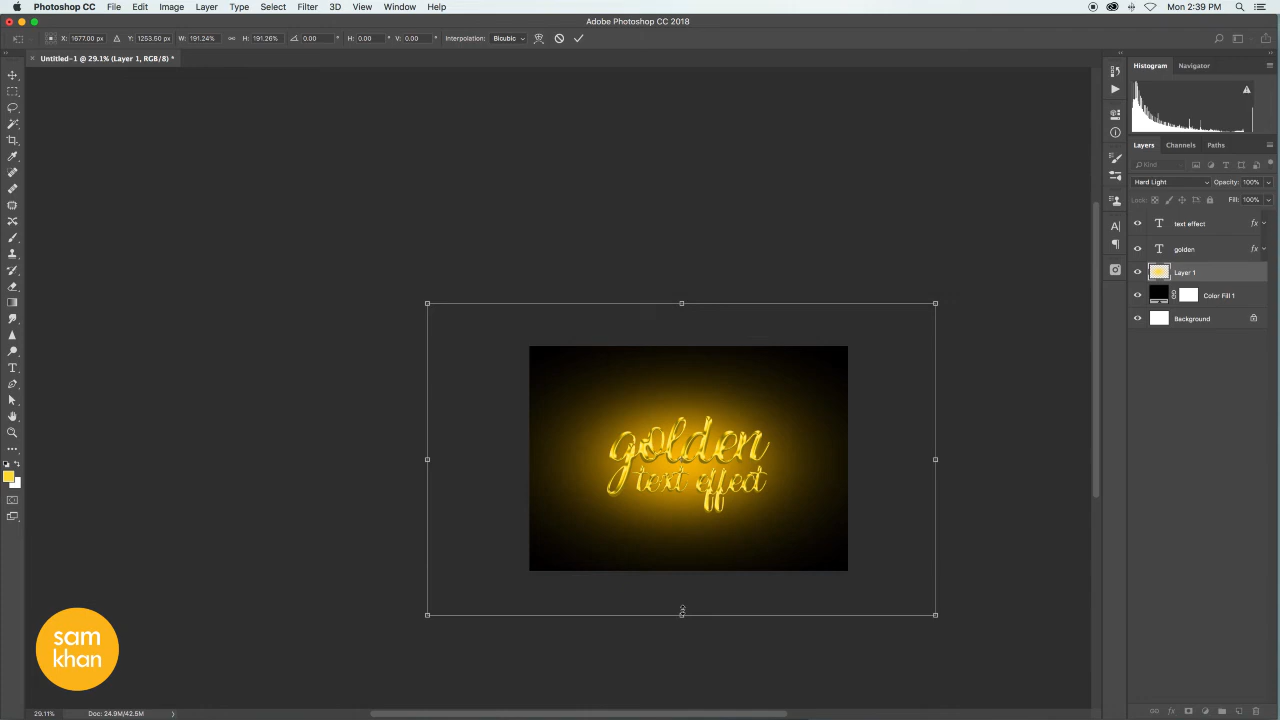 Photoshop CC File Edit Image Layer Type Select Filter 3D View Window Help Mon 2:39 PM
Adobe Photoshop CC 2018
X: 1677.00 px Y: 1253.50 px W: 191.24% H: 191.26% 0.00 H: 0.00 V: 0.00 Interpolation: Bicubic
Untitled-1 @ 29.1% (Layer 1, RGB/8) *
Histogram Navigator
Layers Channels Paths
Kind
Hard Light Opacity: 100%
Lock: Fill: 100%
text effect fx
golden fx
Layer 1
Color Fill 1
Background
golden
text effect
sam
khan
29.11% Doc: 24.9M/42.5M
fx